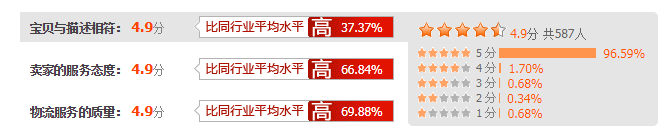 宝贝与描述相符： 4.9分 比同行业平均水平 高 37.37%
卖家的服务态度： 4.9分 比同行业平均水平 高 66.84%
物流服务的质量： 4.9分 比同行业平均水平 高 69.88%
4.9分 共587人
5 分 96.59%
4 分 1.70%
3 分 0.68%
2 分 0.34%
1 分 0.68%